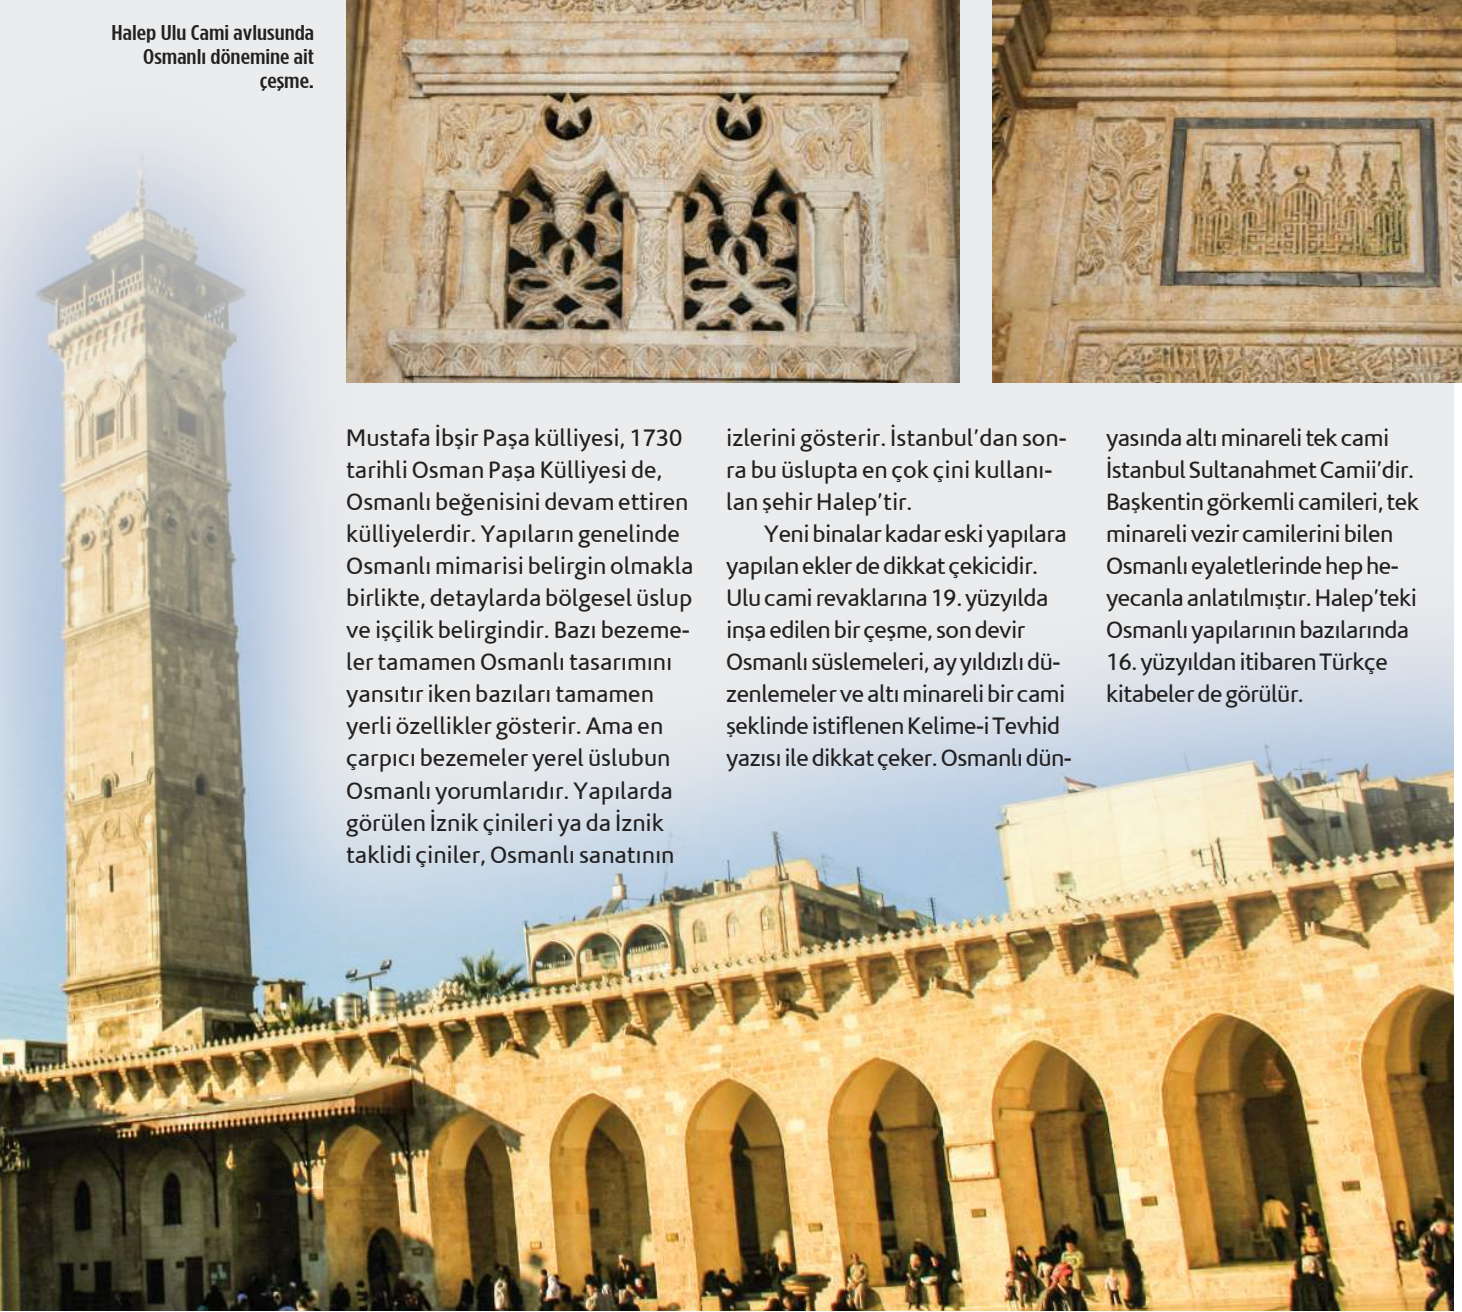 Halep Ulu Cami avlusunda
Osmanlı dönemine ait
çeşme.
Mustafa İbşir Paşa külliyesi, 1730
tarihli Osman Paşa Külliyesi de,
Osmanlı beğenisini devam ettiren
külliyelerdir. Yapıların genelinde
Osmanlı mimarisi belirgin olmakla
birlikte, detaylarda bölgesel üslup
ve işçilik belirgindir. Bazı bezeme-
ler tamamen Osmanlı tasarımını
yansıtır iken bazıları tamamen
yerli özellikler gösterir. Ama en
çarpıcı bezemeler yerel üslubun
Osmanlı yorumlarıdır. Yapılarda
görülen İznik çinileri ya da İznik
taklidi çiniler, Osmanlı sanatının
izlerini gösterir. İstanbul’dan son-
ra bu üslupta en çok çini kullanı-
lan şehir Halep’tir.
Yeni binalar kadar eski yapılara
yapılan ekler de dikkat çekicidir.
Ulu cami revaklarına 19. yüzyılda
inşa edilen bir çeşme, son devir
Osmanlı süslemeleri, ay yıldızlı dü-
zenlemeler ve altı minareli bir cami
şeklinde istiflenen Kelime-i Tevhid
yazısı ile dikkat çeker. Osmanlı dün-
yasında altı minareli tek cami
İstanbul Sultanahmet Camii’dir.
Başkentin görkemli camileri, tek
minareli vezir camilerini bilen
Osmanlı eyaletlerinde hep he-
yecanla anlatılmıştır. Halep’teki
Osmanlı yapılarının bazılarında
16. yüzyıldan itibaren Türkçe
kitabeler de görülür.